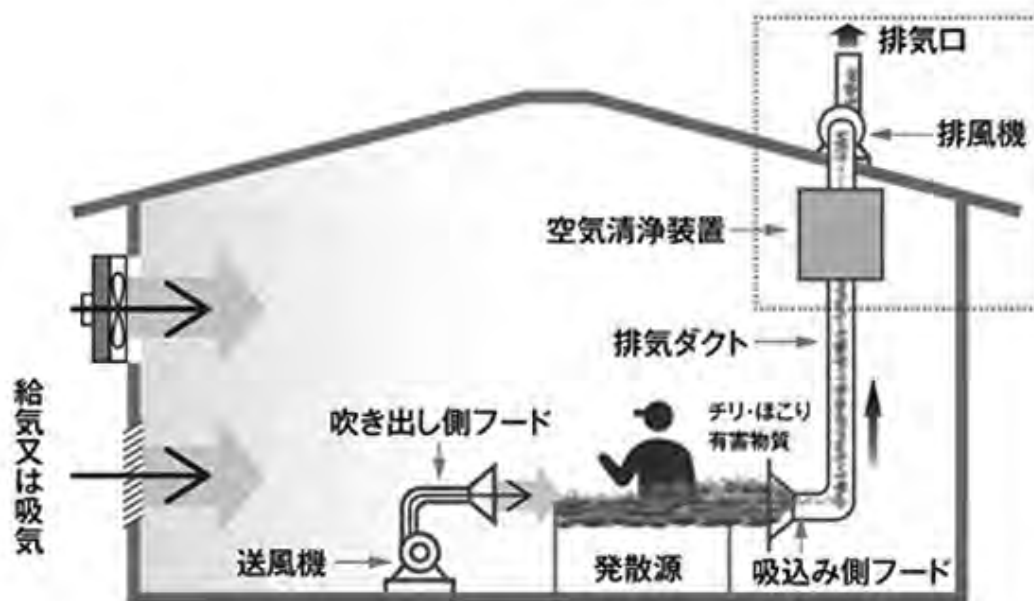 排気口
排風機
空気清浄装置
排気ダクト
チリ・ほこり
有害物質
吹き出し側フード
給気又は吸気
送風機
発散源
吸込み側フード